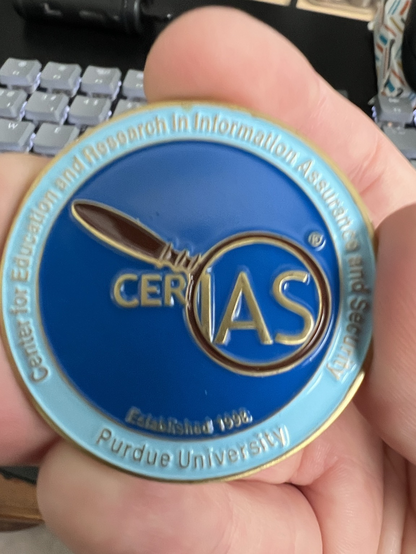 Center for Education and Research in Information Assurance and Security
®
CERIAS
Established 1998
Purdue University
W